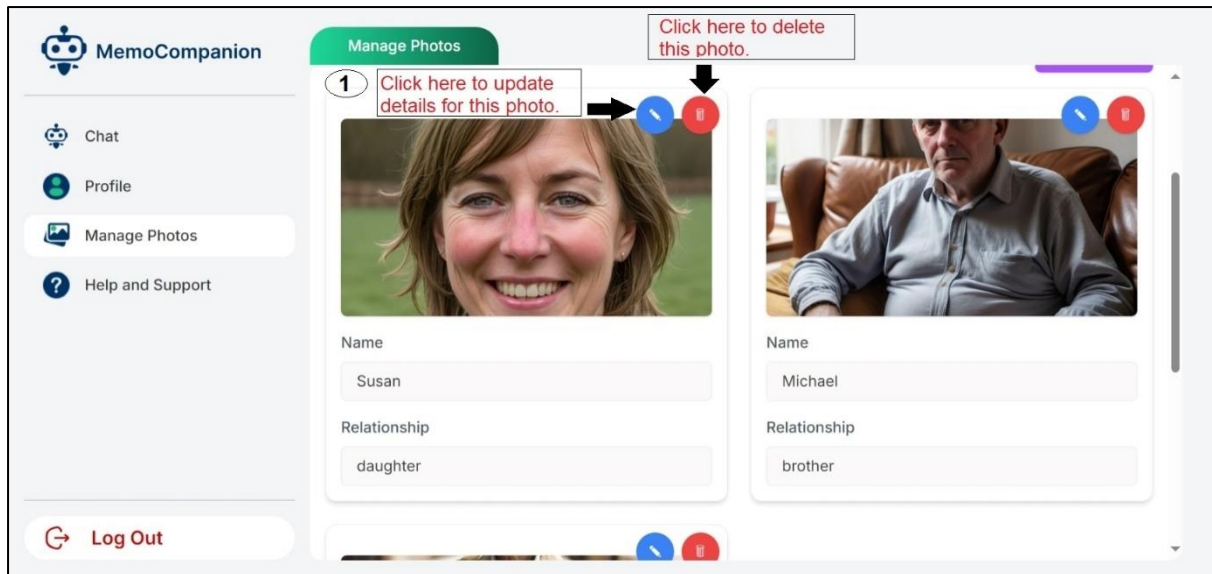 MemoCompanion
Chat
Profile
Manage Photos
Help and Support
Log Out
Manage Photos
Click here to delete
this photo.
1
Click here to update
details for this photo.
Name
Susan
Relationship
daughter
Name
Michael
Relationship
brother